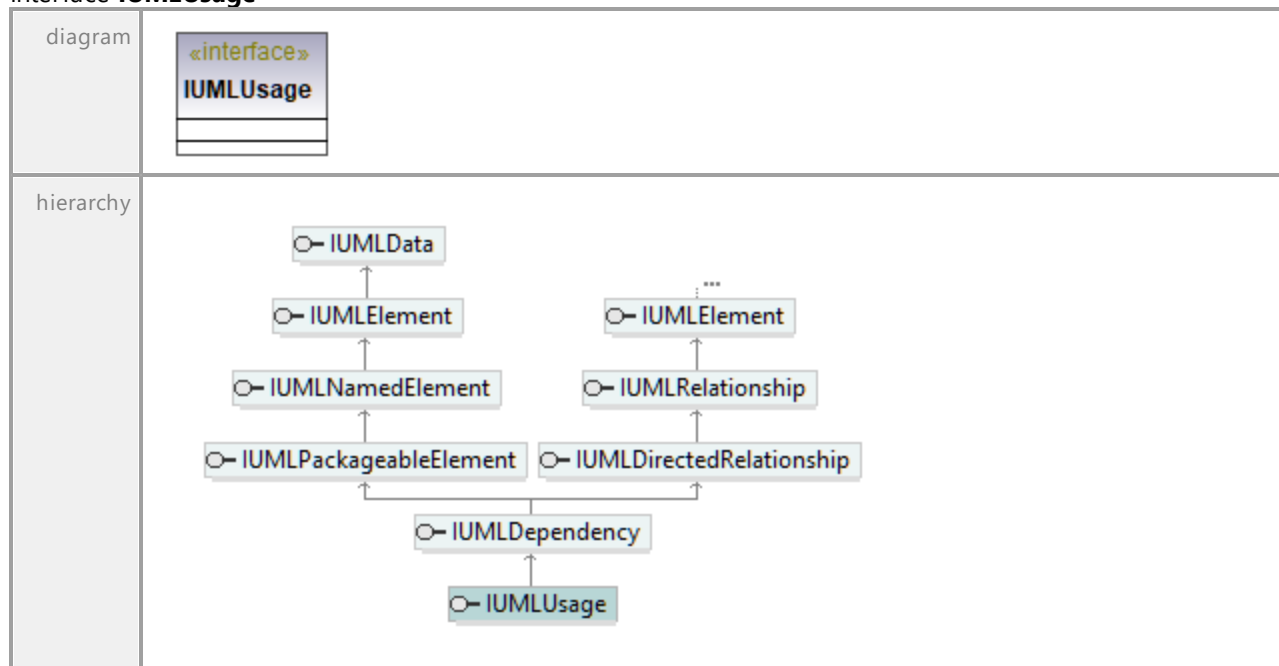 interface IUMLUsage
diagram
«interface»
IUMLUsage
hierarchy
IUMLData
...
IUMLElement IUMLElement
IUMLNamedElement IUMLRelationship
IUMLPackageableElement IUMLDirectedRelationship
IUMLDependency
IUMLUsage